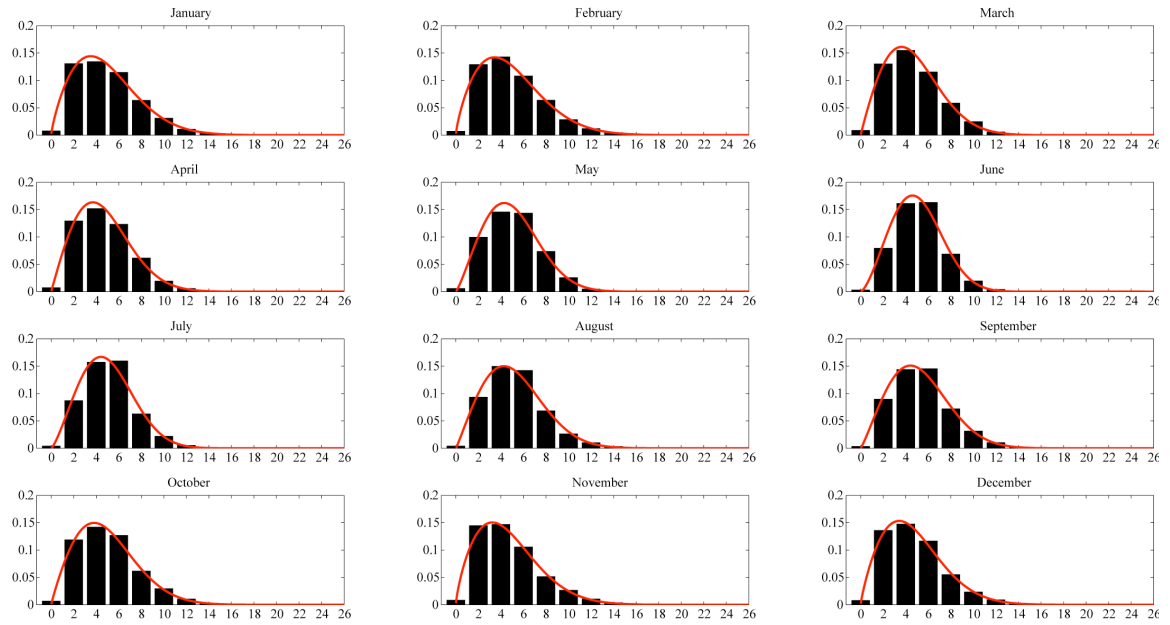 January February March
0.2 0.2 0.2
0.15 0.15 0.15
0.1 0.1 0.1
0.05 0.05 0.05
0 0 0
0 2 4 6 8 10 12 14 16 18 20 22 24 26 0 2 4 6 8 10 12 14 16 18 20 22 24 26 0 2 4 6 8 10 12 14 16 18 20 22 24 26
April May June
0.2 0.2 0.2
0.15 0.15 0.15
0.1 0.1 0.1
0.05 0.05 0.05
0 0 0
0 2 4 6 8 10 12 14 16 18 20 22 24 26 0 2 4 6 8 10 12 14 16 18 20 22 24 26 0 2 4 6 8 10 12 14 16 18 20 22 24 26
July August September
0.2 0.2 0.2
0.15 0.15 0.15
0.1 0.1 0.1
0.05 0.05 0.05
0 0 0
0 2 4 6 8 10 12 14 16 18 20 22 24 26 0 2 4 6 8 10 12 14 16 18 20 22 24 26 0 2 4 6 8 10 12 14 16 18 20 22 24 26
October November December
0.2 0.2 0.2
0.15 0.15 0.15
0.1 0.1 0.1
0.05 0.05 0.05
0 0 0
0 2 4 6 8 10 12 14 16 18 20 22 24 26 0 2 4 6 8 10 12 14 16 18 20 22 24 26 0 2 4 6 8 10 12 14 16 18 20 22 24 26